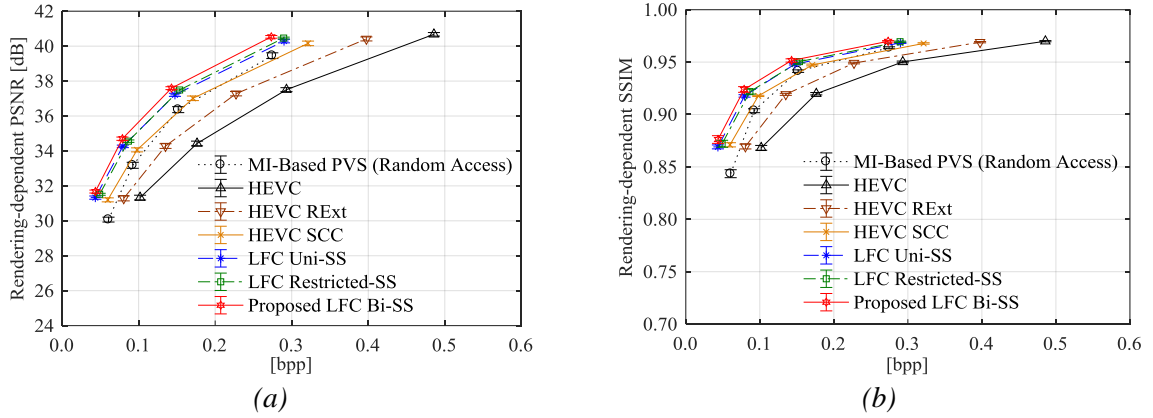 Rendering-dependent PSNR [dB]
42
40
38
36
34
32
30
28
26
24
MI-Based PVS (Random Access)
HEVC
HEVC RExt
HEVC SCC
LFC Uni-SS
LFC Restricted-SS
Proposed LFC Bi-SS
0.0 0.1 0.2 0.3 0.4 0.5 0.6
[bpp]
(a)
Rendering-dependent SSIM
1.00
0.95
0.90
0.85
0.80
0.75
0.70
MI-Based PVS (Random Access)
HEVC
HEVC RExt
HEVC SCC
LFC Uni-SS
LFC Restricted-SS
Proposed LFC Bi-SS
0.0 0.1 0.2 0.3 0.4 0.5 0.6
[bpp]
(b)